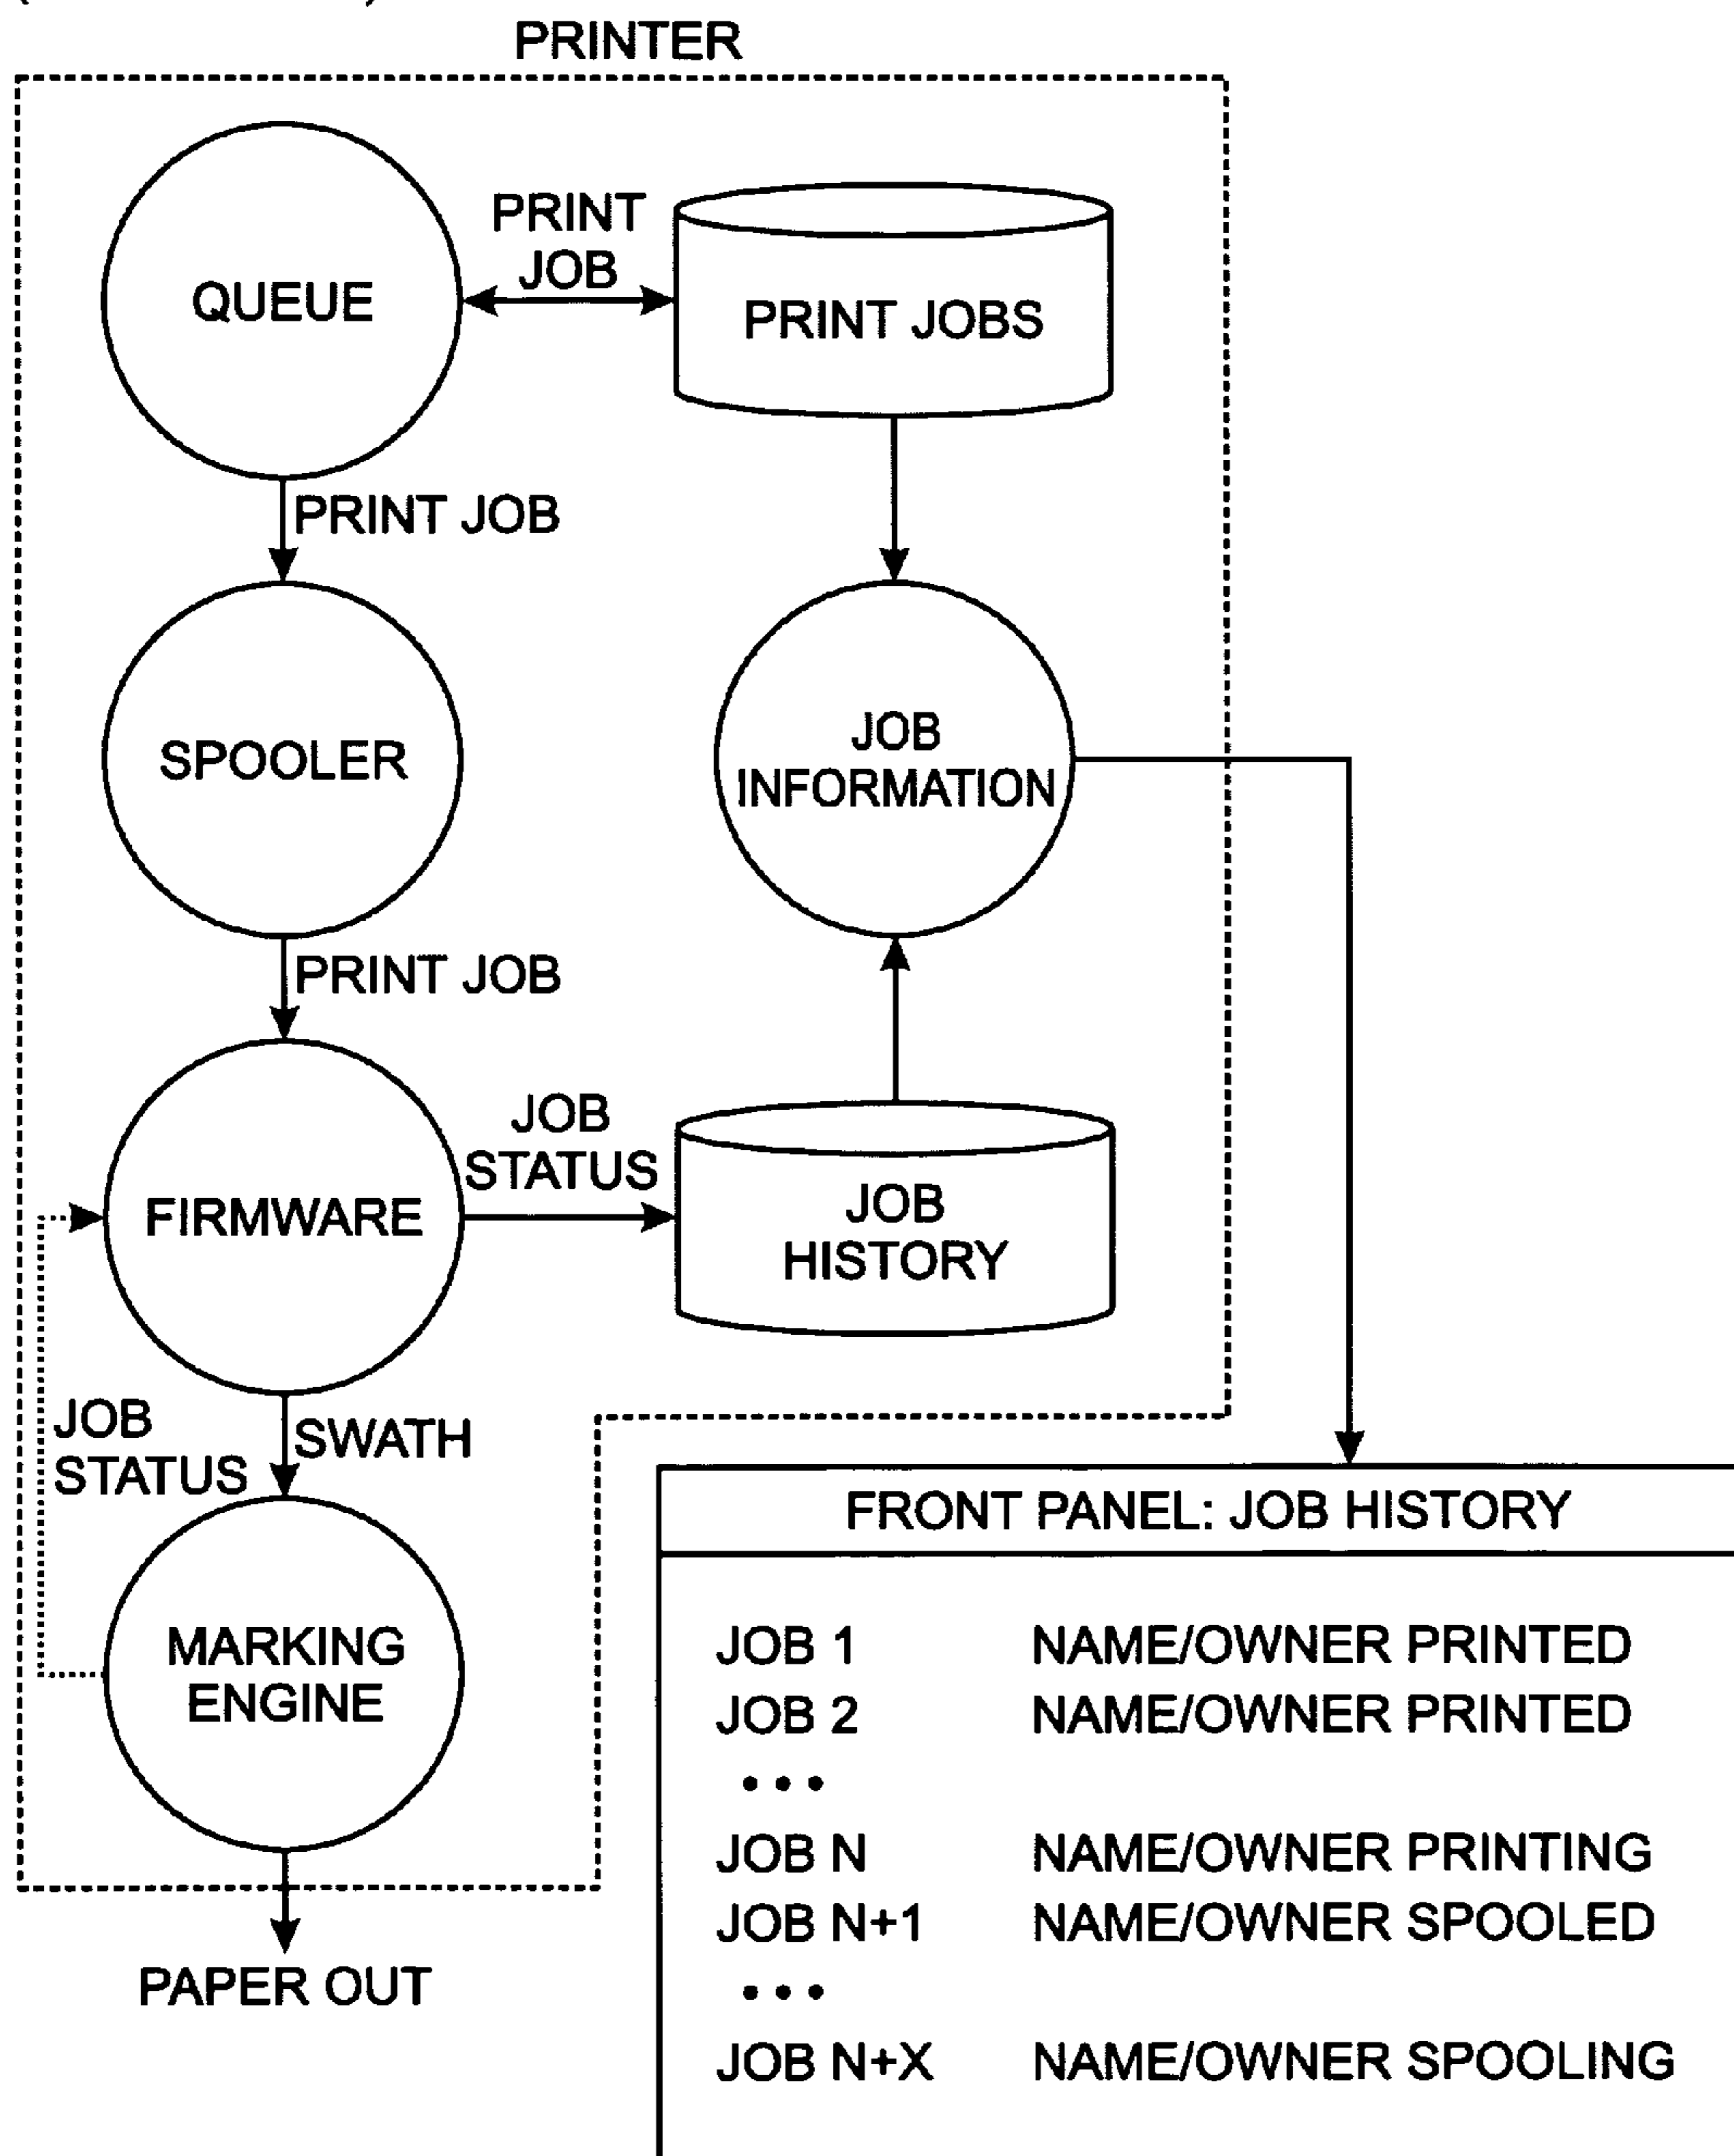 PRINTER
PRINT
JOB
QUEUE
PRINT JOBS
PRINT JOB
SPOOLER
JOB
INFORMATION
PRINT JOB
JOB
STATUS
FIRMWARE
JOB
HISTORY
JOB
STATUS
SWATH
FRONT PANEL: JOB HISTORY
MARKING
ENGINE
JOB 1 NAME/OWNER PRINTED
JOB 2 NAME/OWNER PRINTED
• • •
JOB N NAME/OWNER PRINTING
JOB N+1 NAME/OWNER SPOOLED
• • •
JOB N+X NAME/OWNER SPOOLING
PAPER OUT